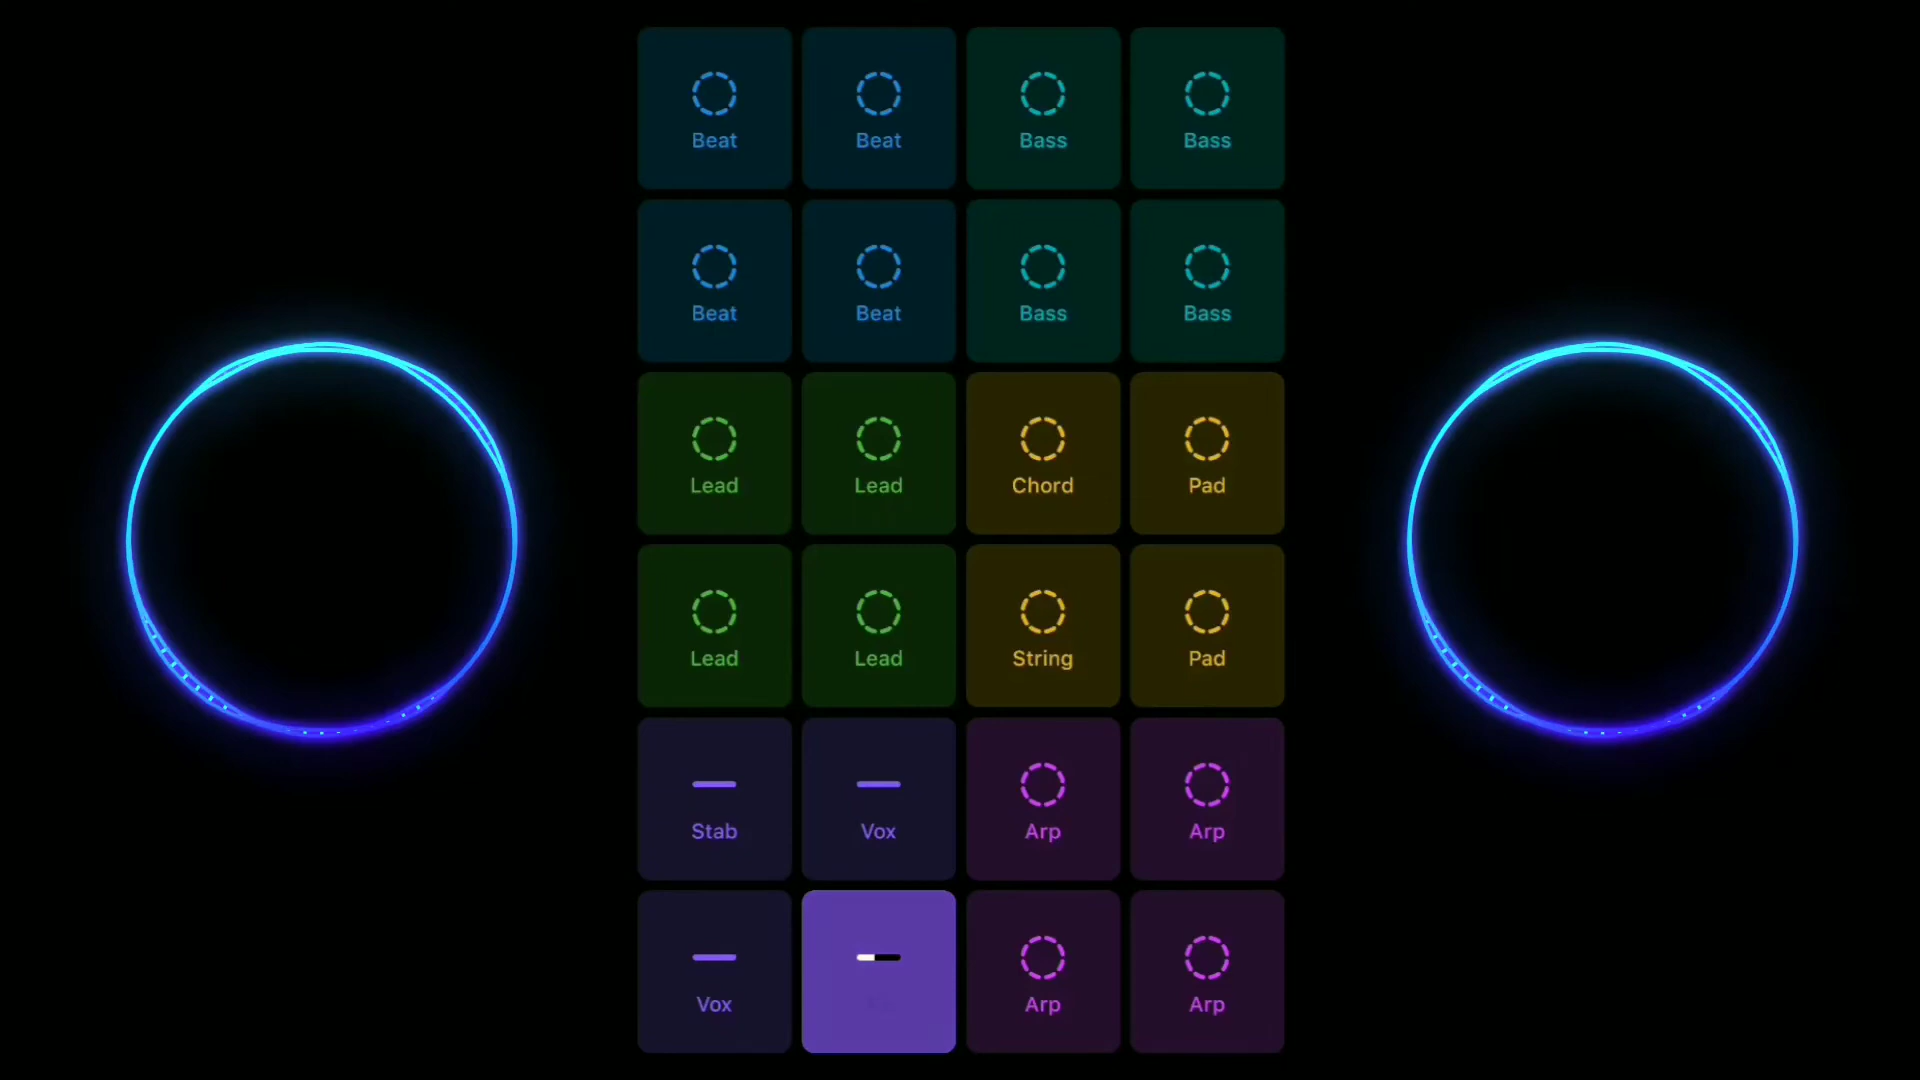 Beat Beat Bass Bass
Beat Beat Bass Bass
Lead Lead Chord Pad
Lead Lead String Pad
Stab Vox Arp Arp
Vox Arp Arp